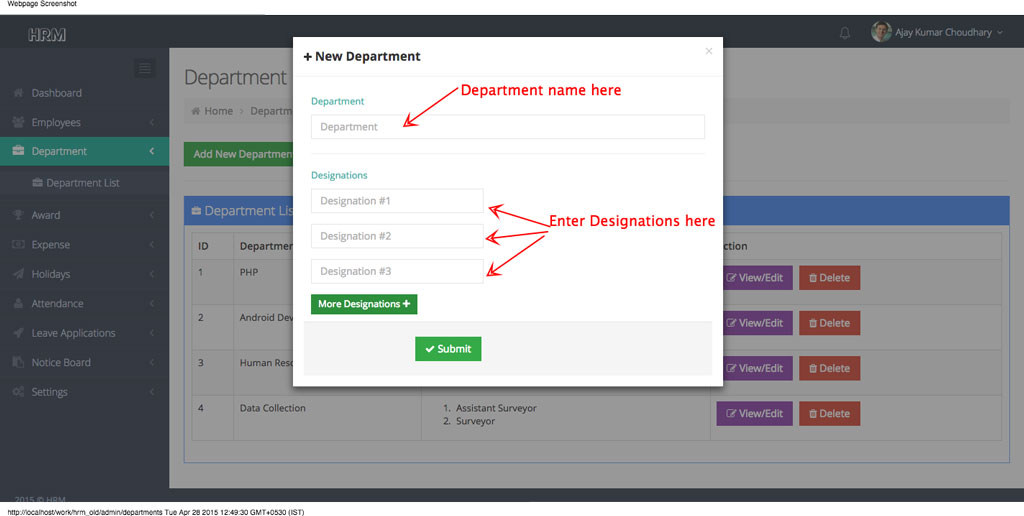 Webpage Screenshot
HRM
Ajay Kumar Choudhary
+ New Department
×
Department
Department name here
Department
Designations
Designation #1
Designation #2
Designation #3
Enter Designations here
More Designations +
Submit
Dashboard
Employees
Department
Department List
Award
Expense
Holidays
Attendance
Leave Applications
Notice Board
Settings
Department
Home > Departm
Add New Department
Department Lis
ID Departmen ction
1 PHP View/Edit Delete
2 Android Dev View/Edit Delete
3 Human Reso View/Edit Delete
4 Data Collection 1. Assistant Surveyor View/Edit Delete
2. Surveyor
2015 © HRM
http://localhost/work/hrm_old/admin/departments Tue Apr 28 2015 12:49:30 GMT+0530 (IST)